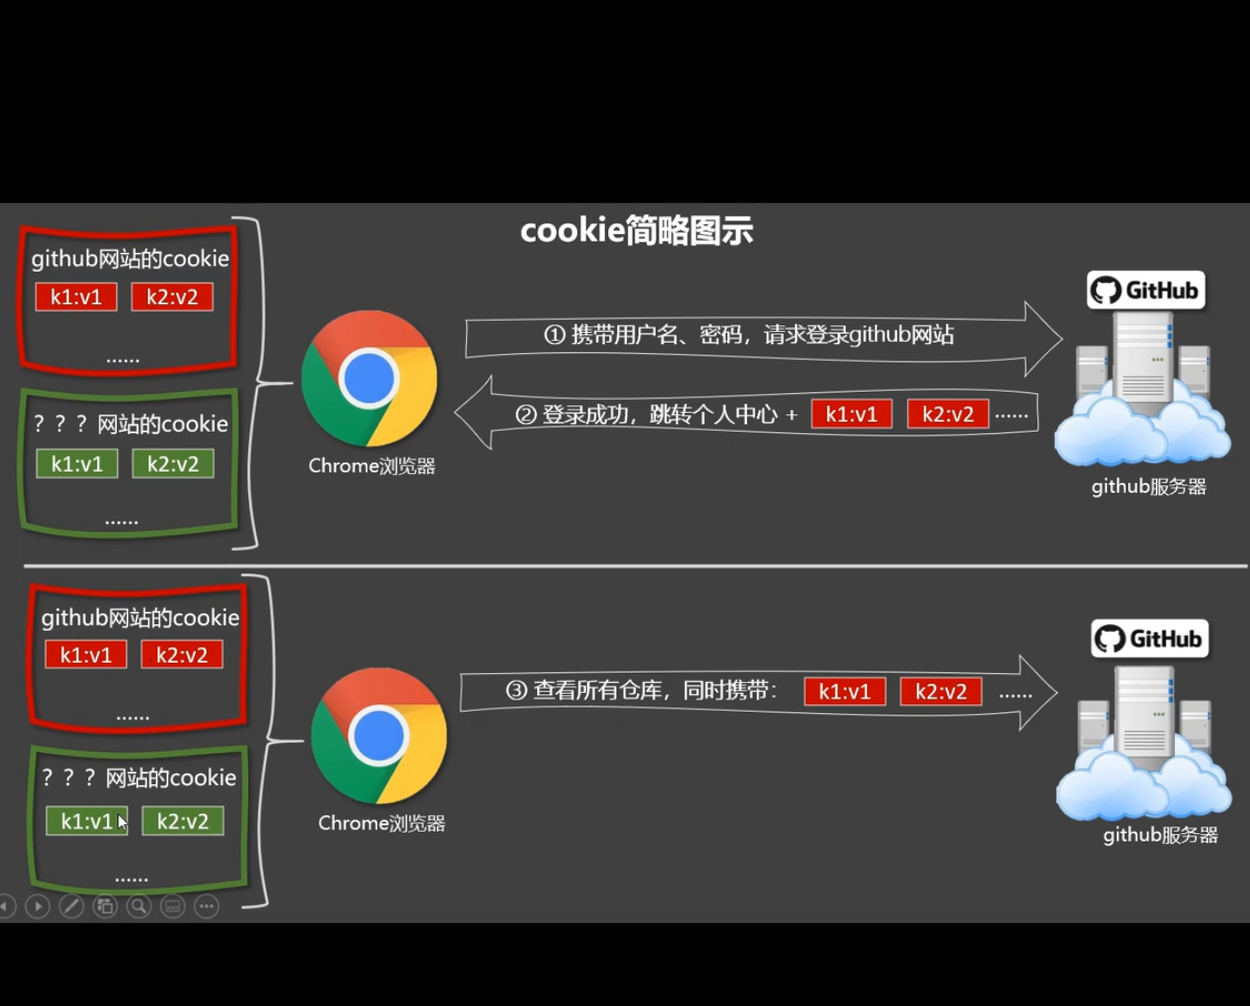 cookie简略图示
github网站的cookie
k1:v1 k2:v2
......
？？？网站的cookie
k1:v1 k2:v2
......
Chrome浏览器
① 携带用户名、密码，请求登录github网站
② 登录成功，跳转个人中心 + k1:v1 k2:v2 ......
GitHub
github服务器
github网站的cookie
k1:v1 k2:v2
......
？？？网站的cookie
k1:v1 k2:v2
......
Chrome浏览器
③ 查看所有仓库，同时携带： k1:v1 k2:v2 ......
GitHub
github服务器